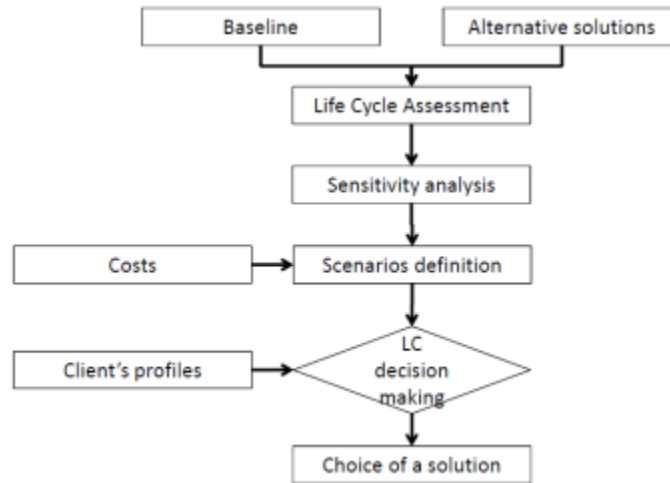 Baseline
Alternative solutions
Life Cycle Assessment
Sensitivity analysis
Costs
Scenarios definition
Client's profiles
LC
decision
making
Choice of a solution